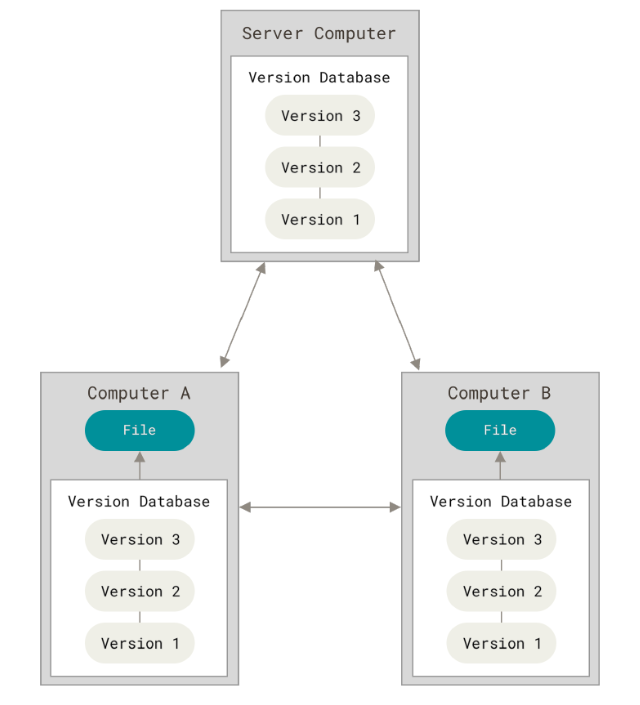 Server Computer
Version Database
Version 3
Version 2
Version 1
Computer A
File
Version Database
Version 3
Version 2
Version 1
Computer B
File
Version Database
Version 3
Version 2
Version 1